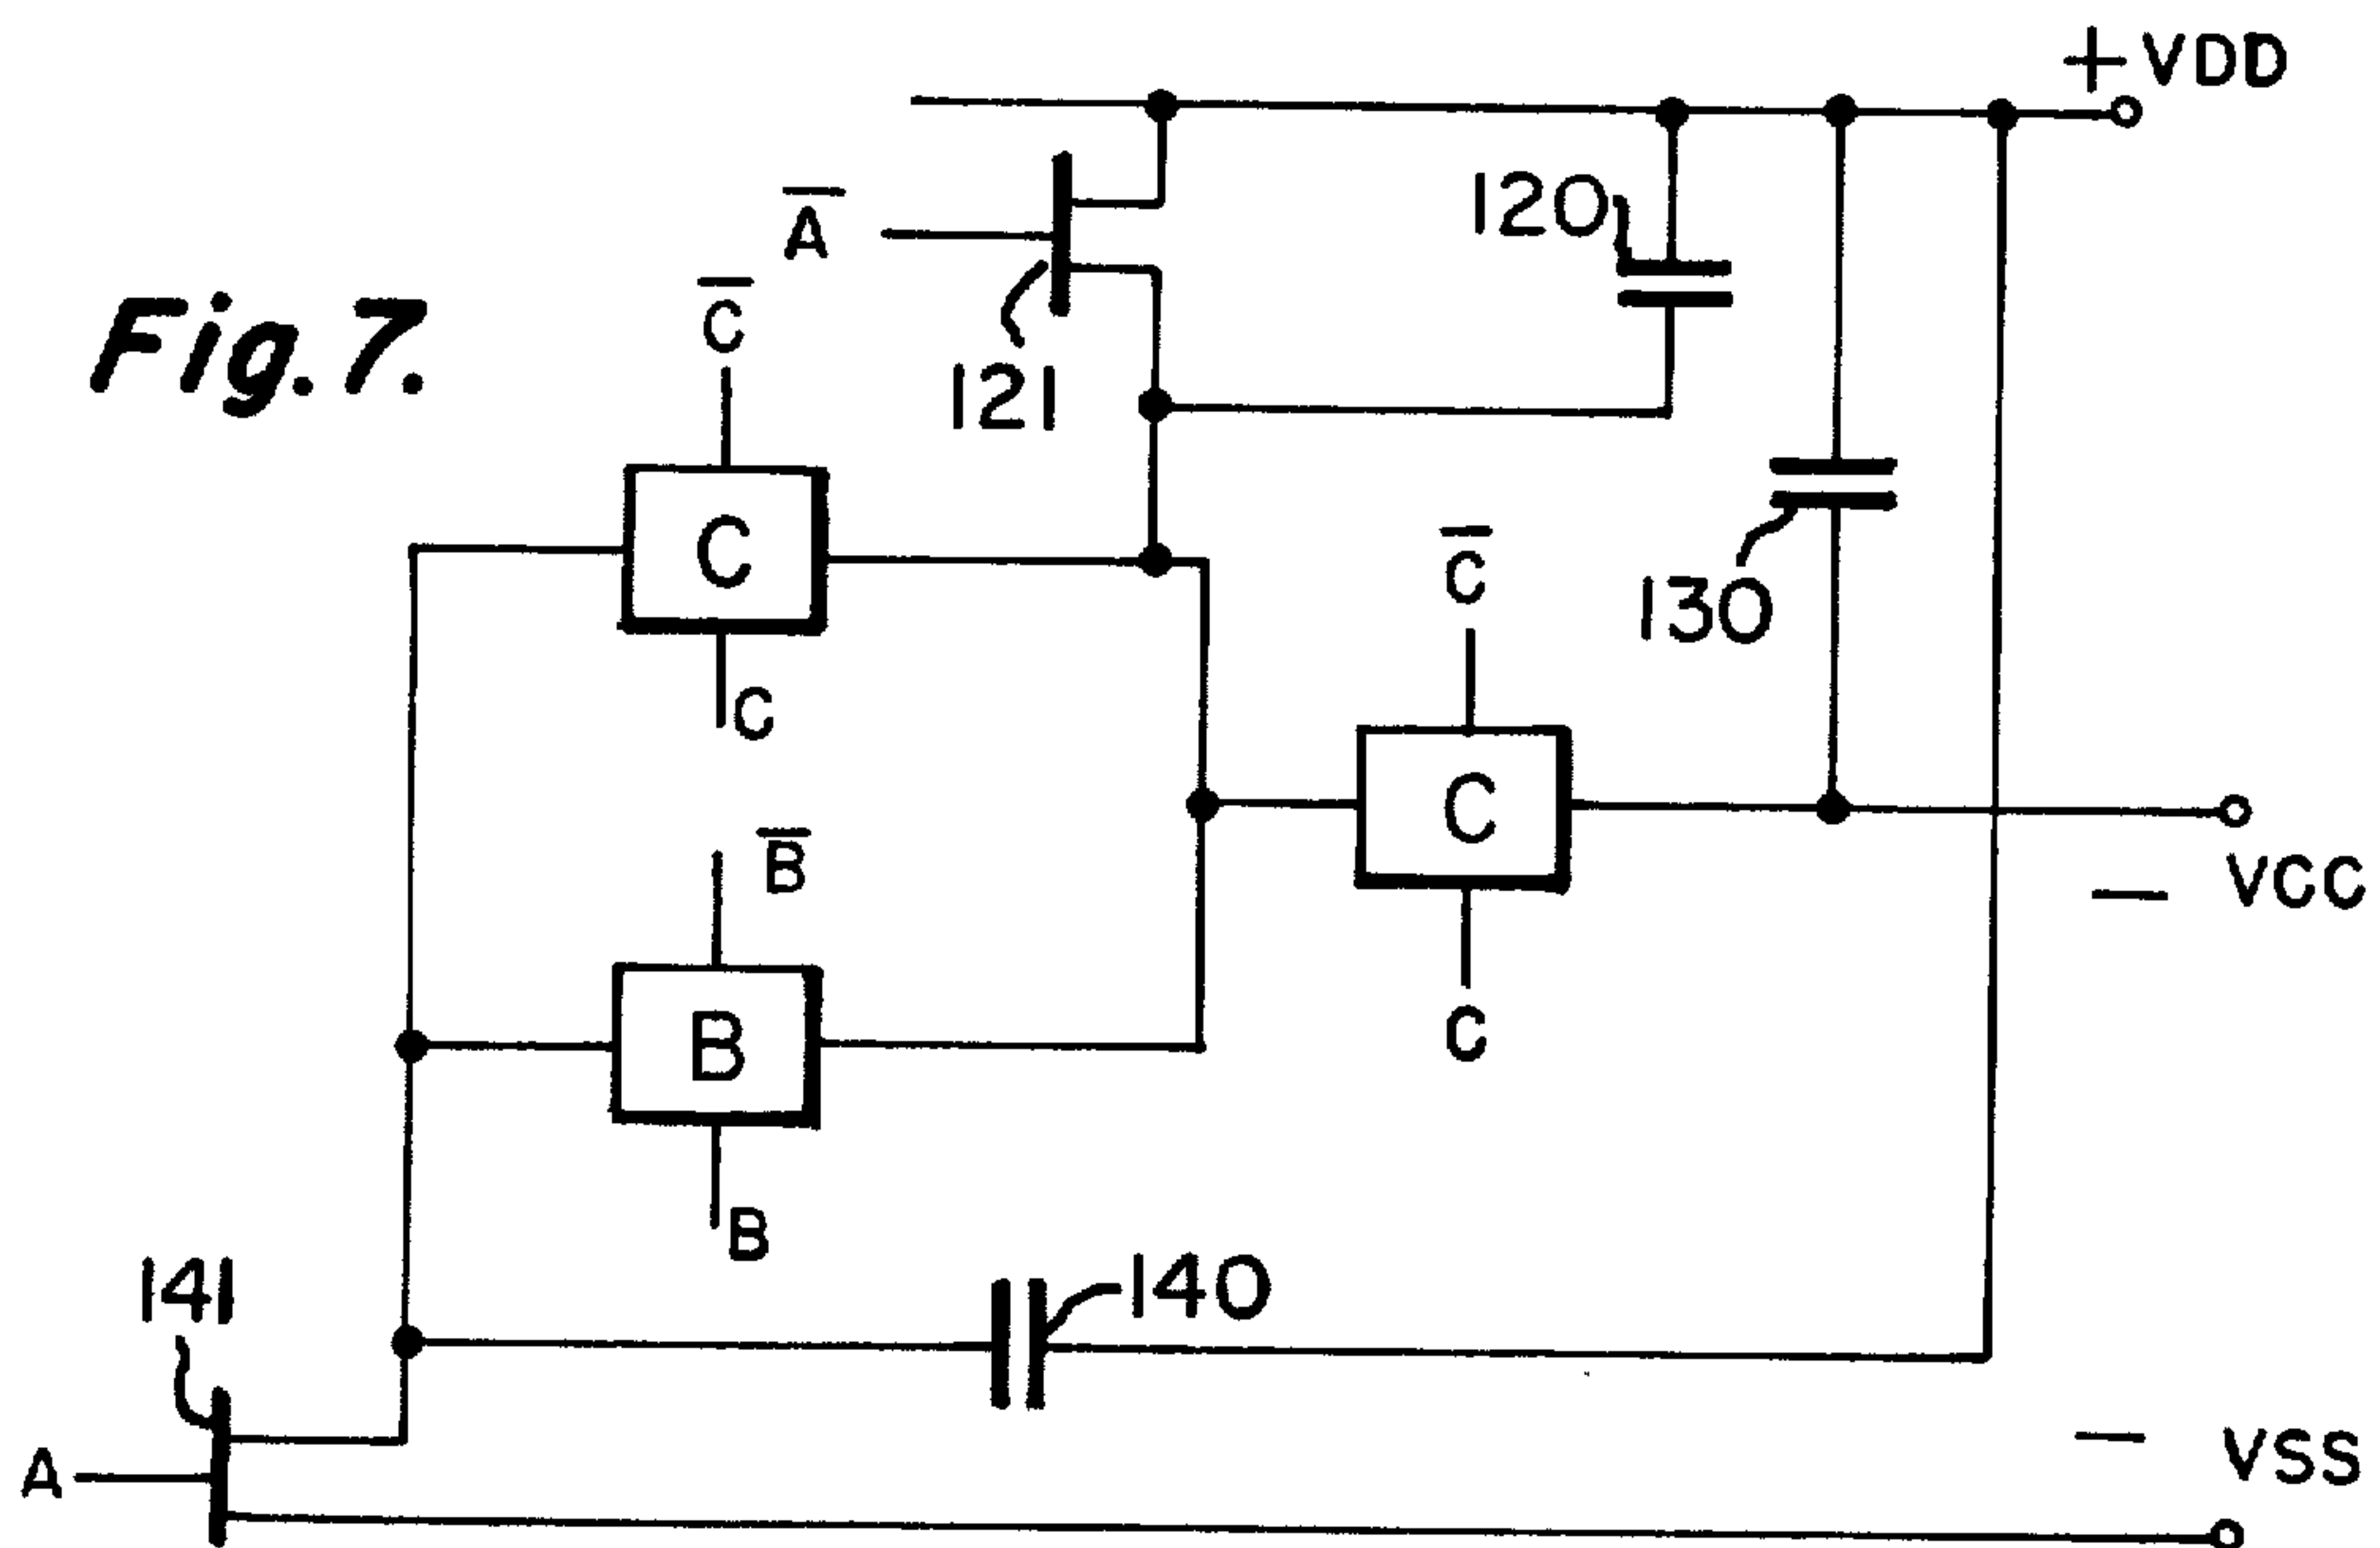 +VDD
A̅
120
C̅
Fig. 7.
121
C
C̅
130
C
B̅
C
VCC
–
B
C
B
141
140
–
VSS
A